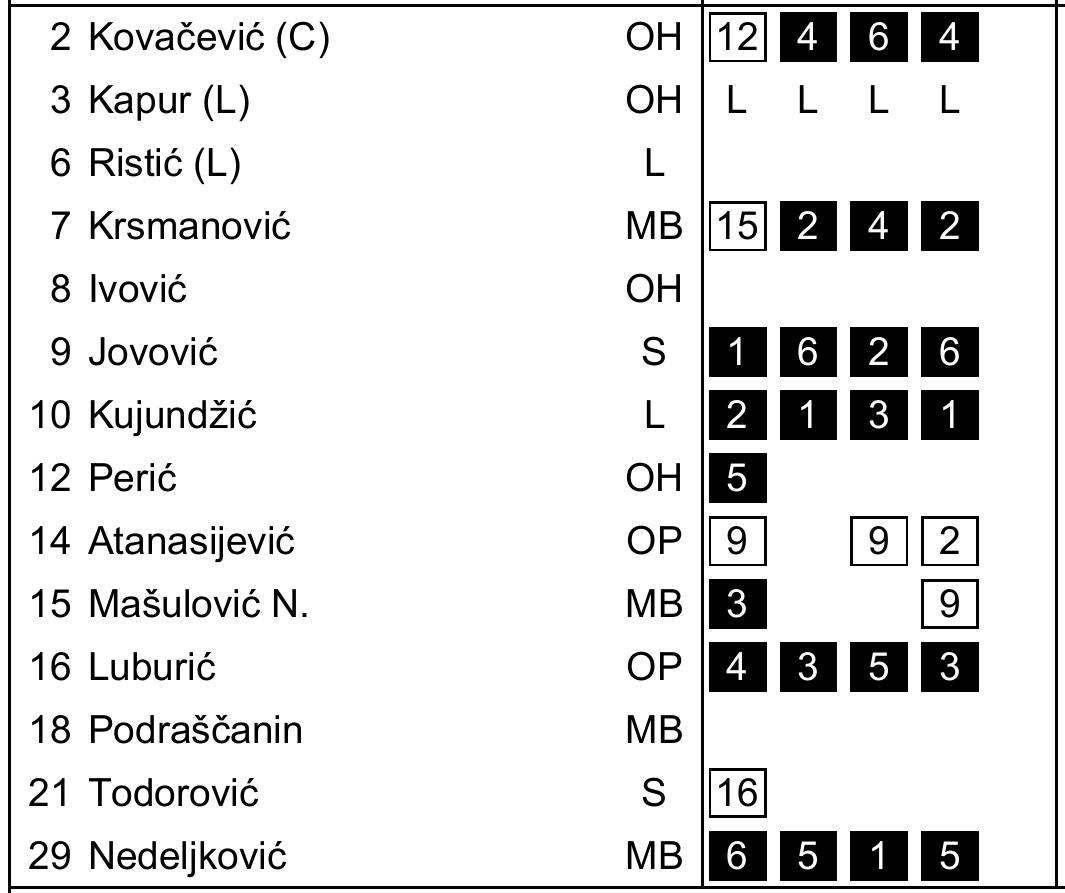 2 Kovačević (C) OH 12 4 6 4
3 Kapur (L) OH L L L L
6 Ristić (L) L
7 Krsmanović MB 15 2 4 2
8 Ivović OH
9 Jovović S 1 6 2 6
10 Kujundžić L 2 1 3 1
12 Perić OH 5
14 Atanasijević OP 9 9 2
15 Mašulović N. MB 3 9
16 Luburić OP 4 3 5 3
18 Podraščanin MB
21 Todorović S 16
29 Nedeljković MB 6 5 1 5